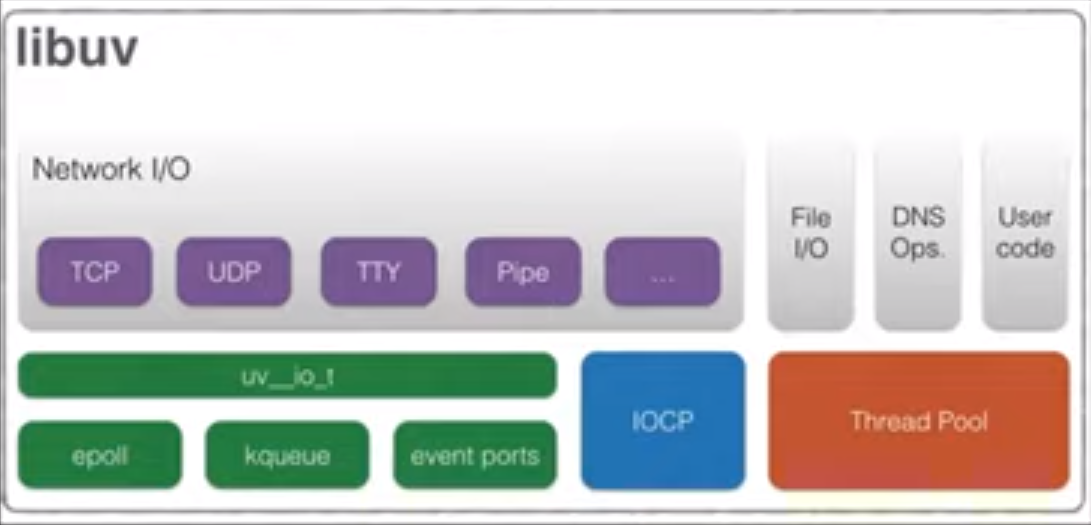 libuv
Network I/O
TCP
UDP
TTY
Pipe
...
File
I/O
DNS
Ops.
User
code
uv__io_t
epoll
kqueue
event ports
IOCP
Thread Pool